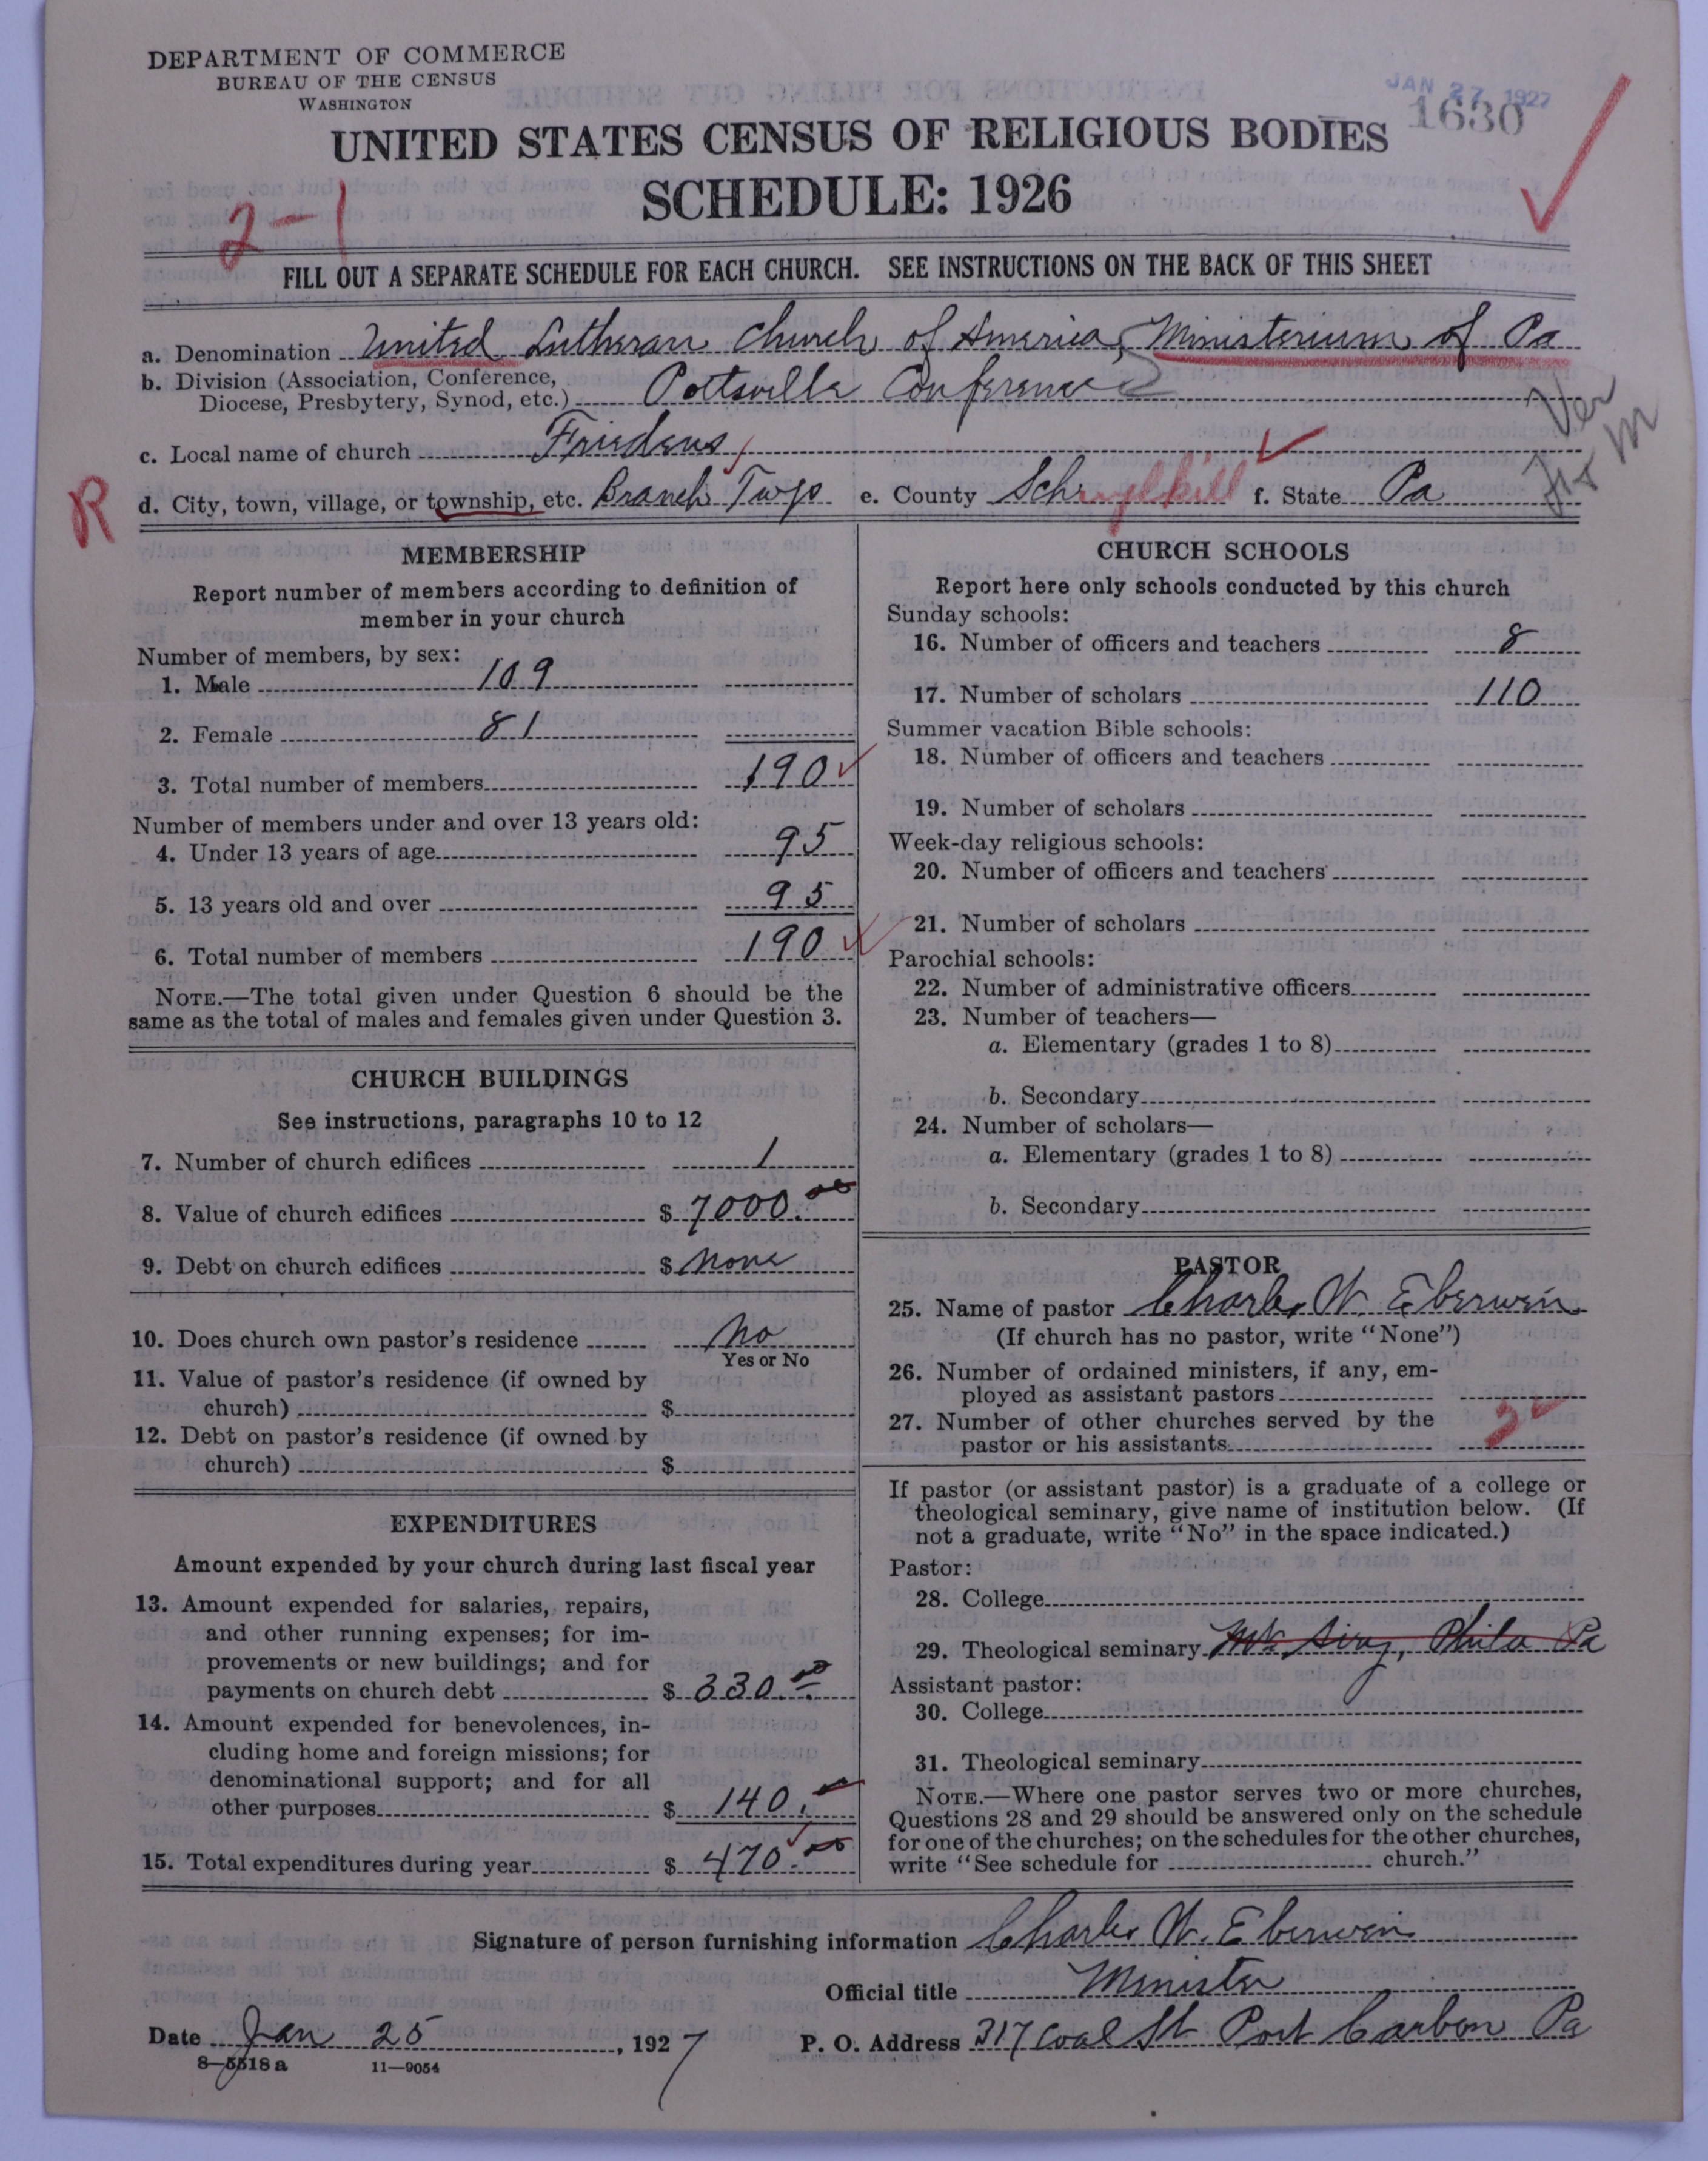 DEPARTMENT OF COMMERCE
BUREAU OF THE CENSUS
WASHINGTON
JAN 27 1927
1630
UNITED STATES CENSUS OF RELIGIOUS BODIES
SCHEDULE: 1926
2-1
FILL OUT A SEPARATE SCHEDULE FOR EACH CHURCH. SEE INSTRUCTIONS ON THE BACK OF THIS SHEET
a. Denomination United Lutheran Church of America, Ministerium of Pa
b. Division (Association, Conference,
Diocese, Presbytery, Synod, etc.) Pottsville Conference
Ver
c. Local name of church Friedens
R
d. City, town, village, or township, etc. Branch Twp e. County Schuylkill f. State Pa
MEMBERSHIP
Report number of members according to definition of
member in your church
Number of members, by sex:
1. Male 109
2. Female 81
3. Total number of members 190
Number of members under and over 13 years old:
4. Under 13 years of age 95
5. 13 years old and over 95
6. Total number of members 190
NOTE.—The total given under Question 6 should be the
same as the total of males and females given under Question 3.
CHURCH BUILDINGS
See instructions, paragraphs 10 to 12
7. Number of church edifices 1
8. Value of church edifices $ 7000.00
9. Debt on church edifices $ none
10. Does church own pastor's residence No
Yes or No
11. Value of pastor's residence (if owned by
church) $
12. Debt on pastor's residence (if owned by
church) $
EXPENDITURES
Amount expended by your church during last fiscal year
13. Amount expended for salaries, repairs,
and other running expenses; for im-
provements or new buildings; and for
payments on church debt $ 330.00
14. Amount expended for benevolences, in-
cluding home and foreign missions; for
denominational support; and for all
other purposes $ 140.
15. Total expenditures during year $ 470.00
CHURCH SCHOOLS
Report here only schools conducted by this church
Sunday schools:
16. Number of officers and teachers 8
17. Number of scholars 110
Summer vacation Bible schools:
18. Number of officers and teachers
19. Number of scholars
Week-day religious schools:
20. Number of officers and teachers
21. Number of scholars
Parochial schools:
22. Number of administrative officers
23. Number of teachers—
a. Elementary (grades 1 to 8)
b. Secondary
24. Number of scholars—
a. Elementary (grades 1 to 8)
b. Secondary
PASTOR
25. Name of pastor Charles W. Eberwein
(If church has no pastor, write "None")
26. Number of ordained ministers, if any, em-
ployed as assistant pastors
27. Number of other churches served by the
pastor or his assistants
If pastor (or assistant pastor) is a graduate of a college or
theological seminary, give name of institution below. (If
not a graduate, write "No" in the space indicated.)
Pastor:
28. College
29. Theological seminary Mt. Airy, Phila Pa
Assistant pastor:
30. College
31. Theological seminary
NOTE.—Where one pastor serves two or more churches,
Questions 28 and 29 should be answered only on the schedule
for one of the churches; on the schedules for the other churches,
write "See schedule for church."
Signature of person furnishing information Charles W. Eberwein
Official title Minister
Date Jan 25, 1927 P. O. Address 317 Coal St Port Carbon Pa
8-5518 a 11-9054